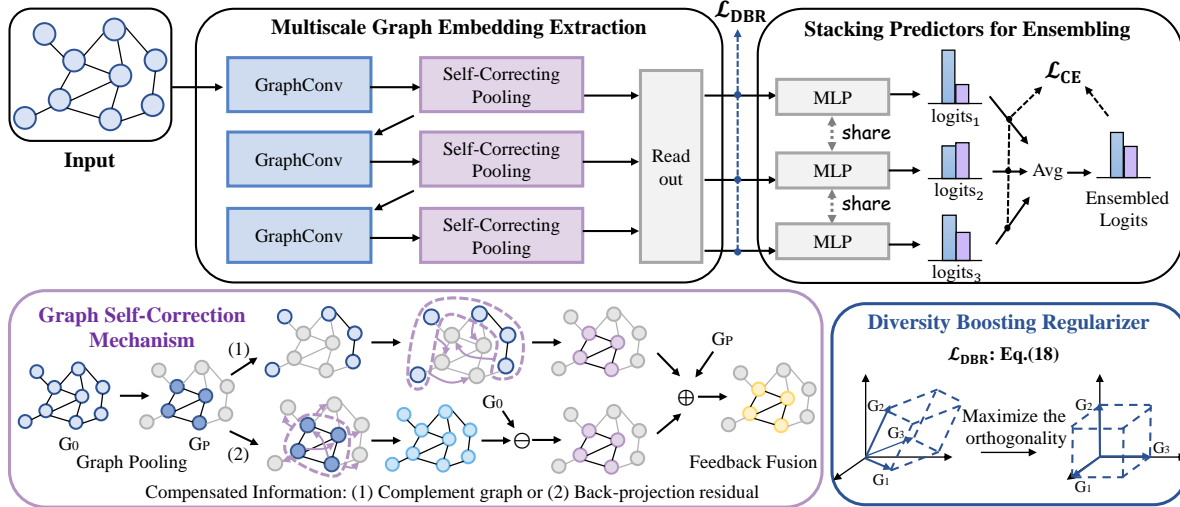 Multiscale Graph Embedding Extraction
ℒDBR
Stacking Predictors for Ensembling
Input
GraphConv
Self-Correcting
Pooling
GraphConv
Self-Correcting
Pooling
GraphConv
Self-Correcting
Pooling
Read
out
MLP
share
MLP
share
MLP
logits1
logits2
logits3
ℒCE
Avg
Ensembled
Logits
Graph Self-Correction
Mechanism
(1)
(2)
G0
GP
Graph Pooling
G0
GP
Feedback Fusion
Compensated Information: (1) Complement graph or (2) Back-projection residual
Diversity Boosting Regularizer
ℒDBR: Eq.(18)
G2
G3
G1
Maximize the
orthogonality
G2
G3
G1